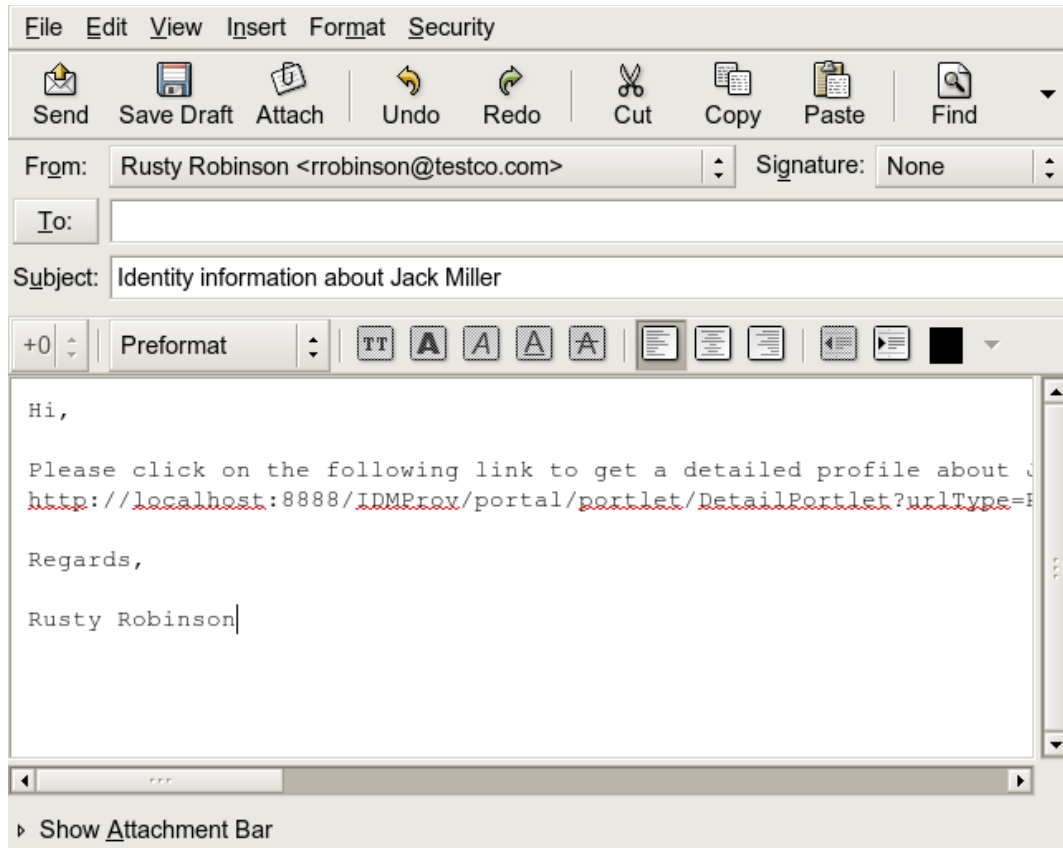 File Edit View Insert Format Security
Send Save Draft Attach Undo Redo Cut Copy Paste Find
From: Rusty Robinson <rrobinson@testco.com> Signature: None
To:
Subject: Identity information about Jack Miller
+0 Preformat TT A A A A
Hi,
Please click on the following link to get a detailed profile about
http://localhost:8888/IDMProv/portal/portlet/DetailPortlet?urlType=
Regards,
Rusty Robinson
Show Attachment Bar